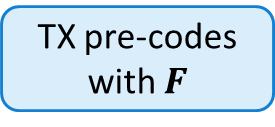 TX pre-codes
with F